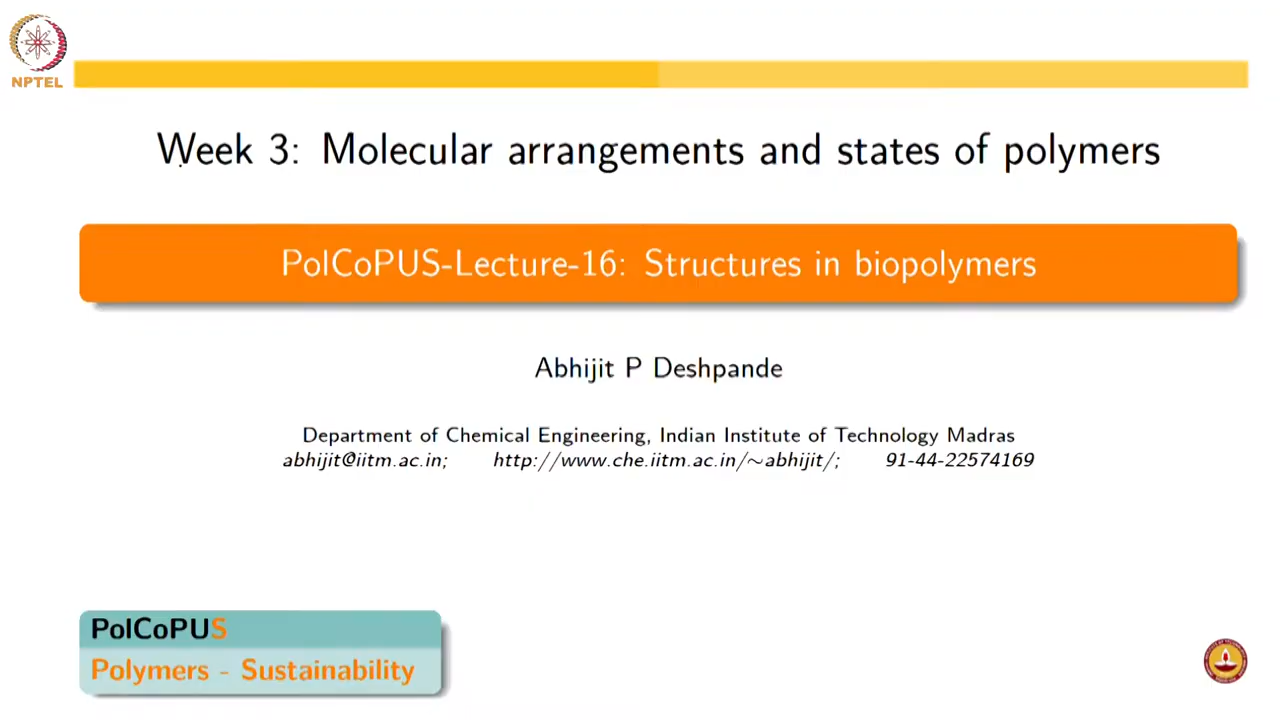 NPTEL
Week 3: Molecular arrangements and states of polymers
PolCoPUS-Lecture-16: Structures in biopolymers
Abhijit P Deshpande
Department of Chemical Engineering, Indian Institute of Technology Madras
abhijit@iitm.ac.in; http://www.che.iitm.ac.in/~abhijit/; 91-44-22574169
PolCoPUS
Polymers - Sustainability